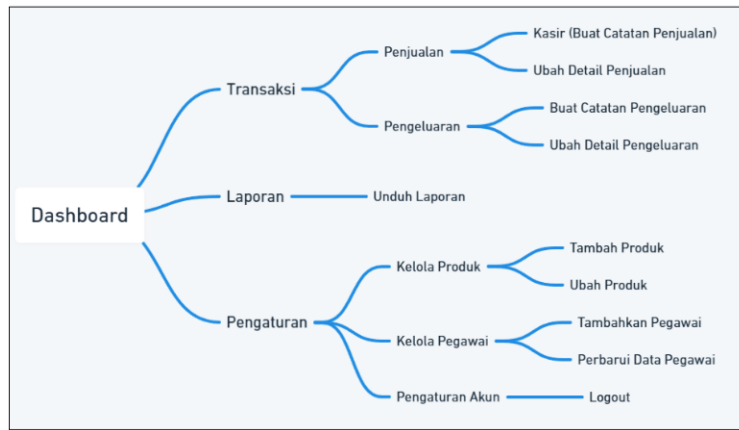 Dashboard
Transaksi
Penjualan
Kasir (Buat Catatan Penjualan)
Ubah Detail Penjualan
Pengeluaran
Buat Catatan Pengeluaran
Ubah Detail Pengeluaran
Laporan
Unduh Laporan
Pengaturan
Kelola Produk
Tambah Produk
Ubah Produk
Kelola Pegawai
Tambahkan Pegawai
Perbarui Data Pegawai
Pengaturan Akun
Logout